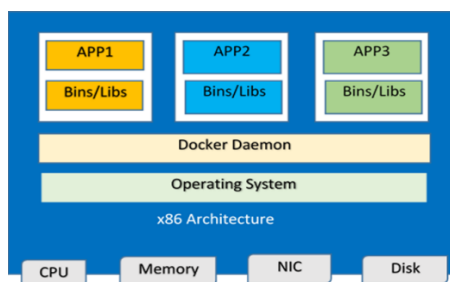 APP1
APP2
APP3
Bins/Libs
Bins/Libs
Bins/Libs
Docker Daemon
Operating System
x86 Architecture
CPU
Memory
NIC
Disk